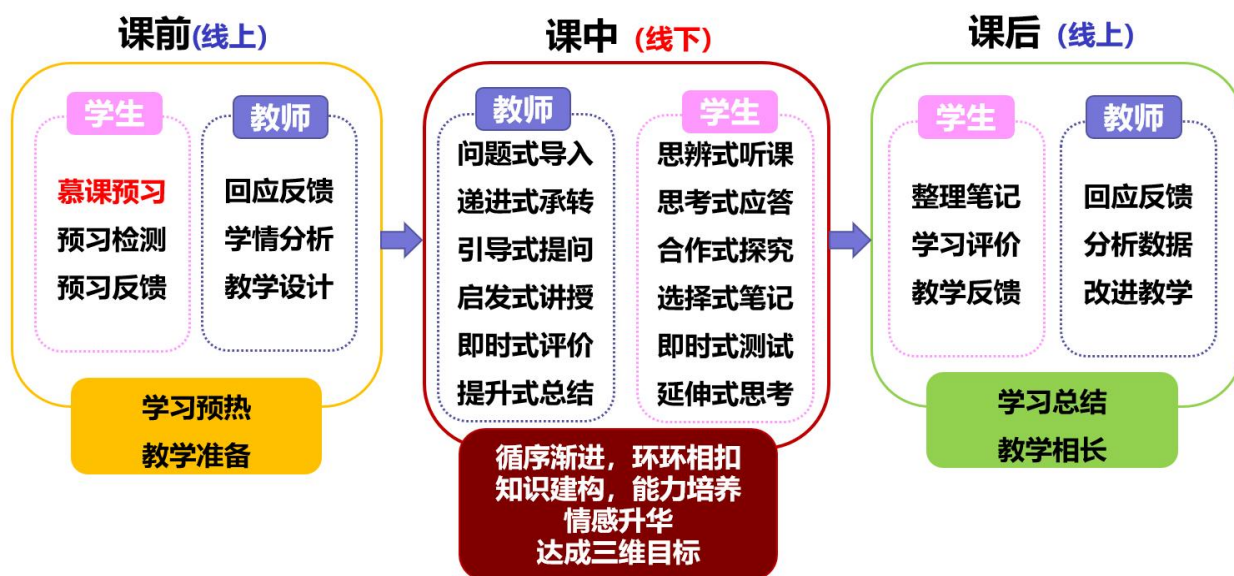 课前(线上)
学生
慕课预习
预习检测
预习反馈
教师
回应反馈
学情分析
教学设计
学习预热
教学准备
课中（线下）
教师
问题式导入
递进式承转
引导式提问
启发式讲授
即时式评价
提升式总结
学生
思辨式听课
思考式应答
合作式探究
选择式笔记
即时式测试
延伸式思考
循序渐进，环环相扣
知识建构，能力培养
情感升华
达成三维目标
课后（线上）
学生
整理笔记
学习评价
教学反馈
教师
回应反馈
分析数据
改进教学
学习总结
教学相长